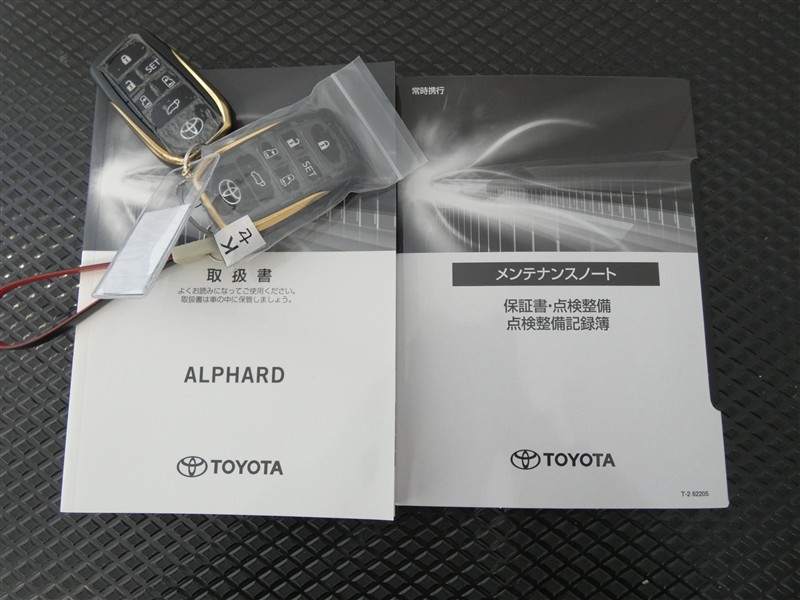 SET
SET
Kセ
取扱書
よくお読みになってご使用ください。
取扱書は車の中に保管しましょう。
ALPHARD
TOYOTA
常時携行
メンテナンスノート
保証書・点検整備
点検整備記録簿
TOYOTA
T-2 62205